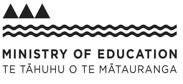 MINISTRY OF EDUCATION
TE TĀHUHU O TE MĀTAURANGA